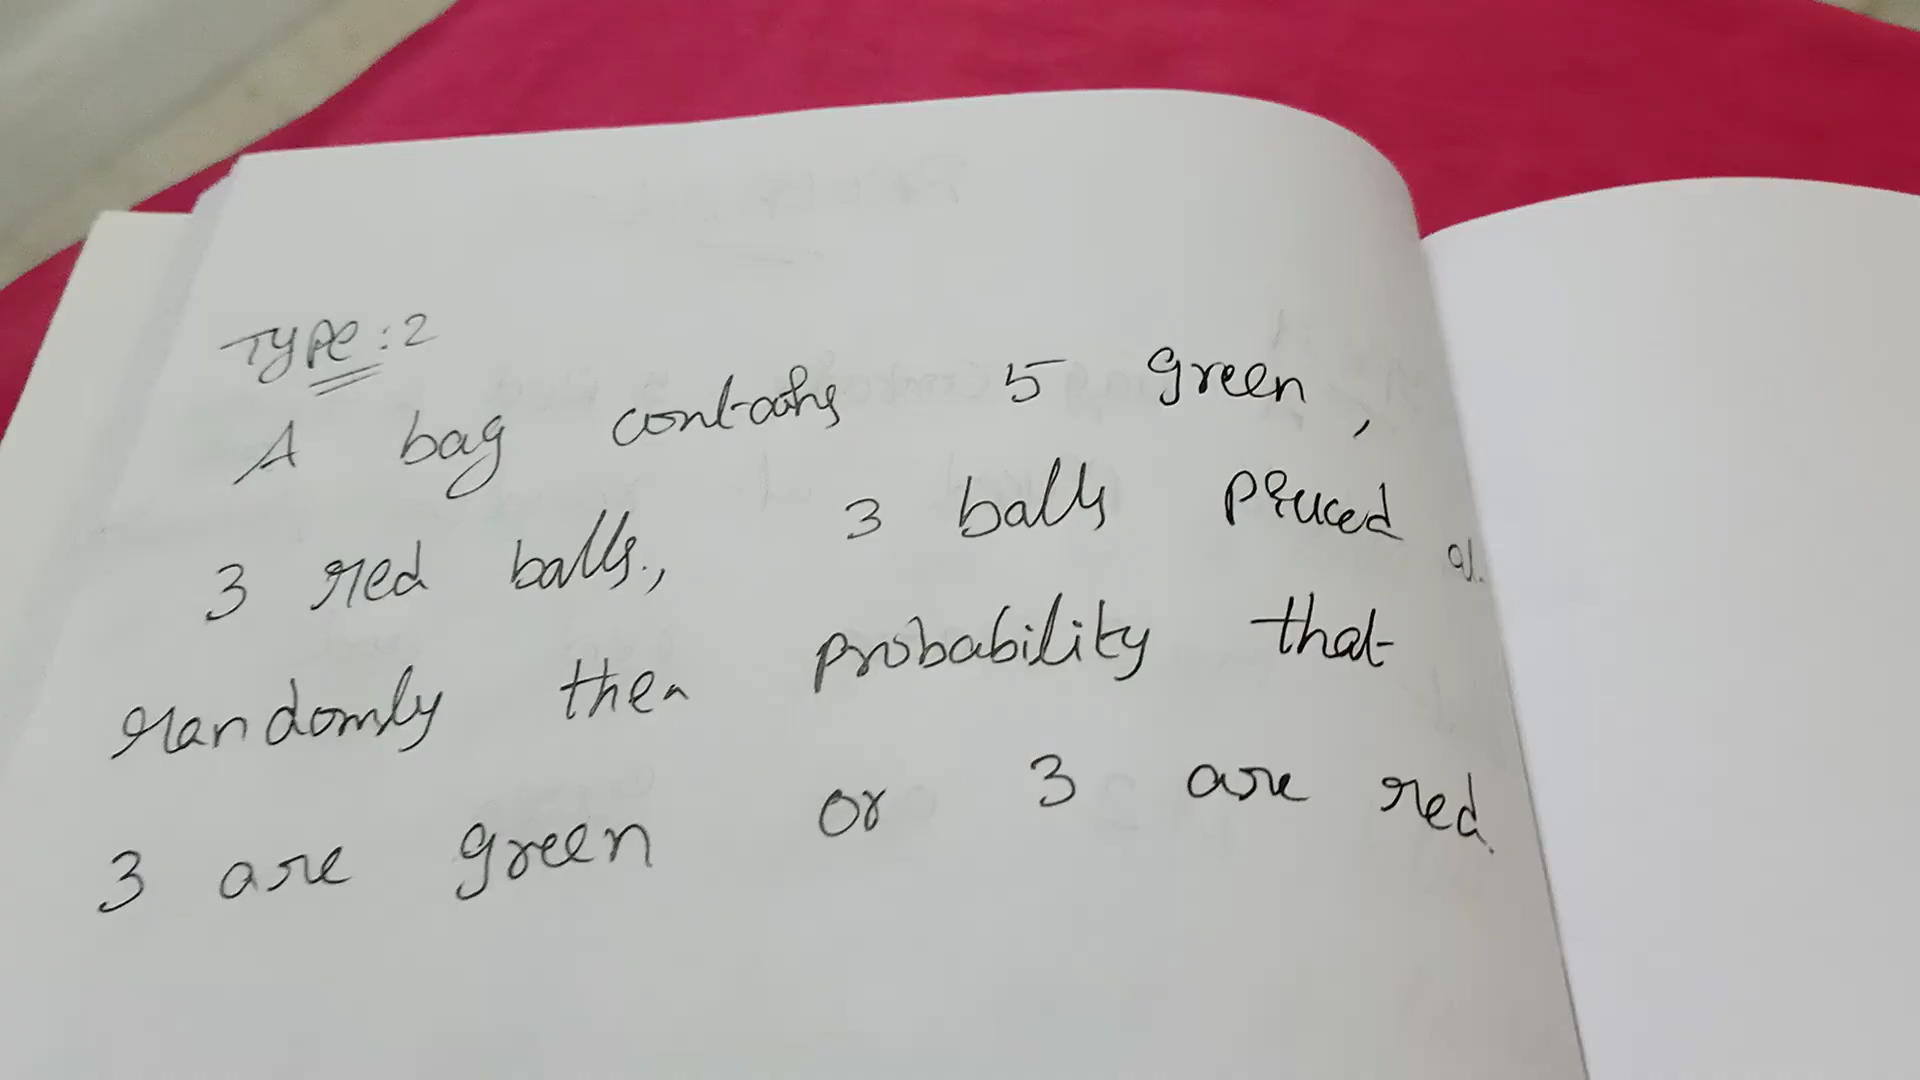 Type: 2
A bag contains 5 green,
3 red balls., 3 balls at
randomly then probability that
3 are green or 3 are red.